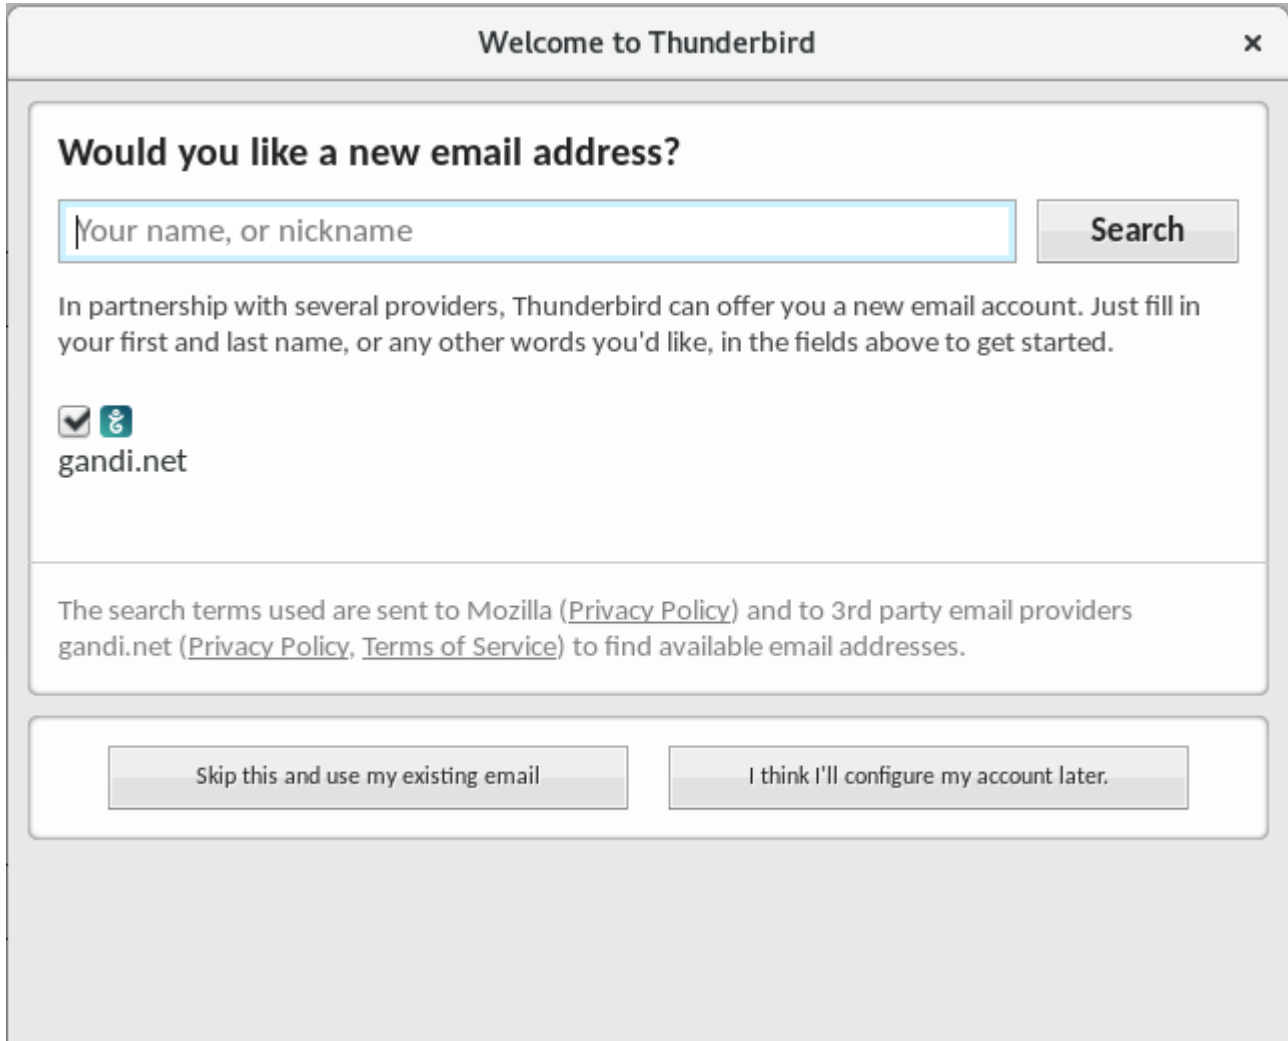 Welcome to Thunderbird
Would you like a new email address?
Your name, or nickname
Search
In partnership with several providers, Thunderbird can offer you a new email account. Just fill in
your first and last name, or any other words you'd like, in the fields above to get started.
gandi.net
The search terms used are sent to Mozilla (Privacy Policy) and to 3rd party email providers
gandi.net (Privacy Policy, Terms of Service) to find available email addresses.
Skip this and use my existing email
I think I'll configure my account later.